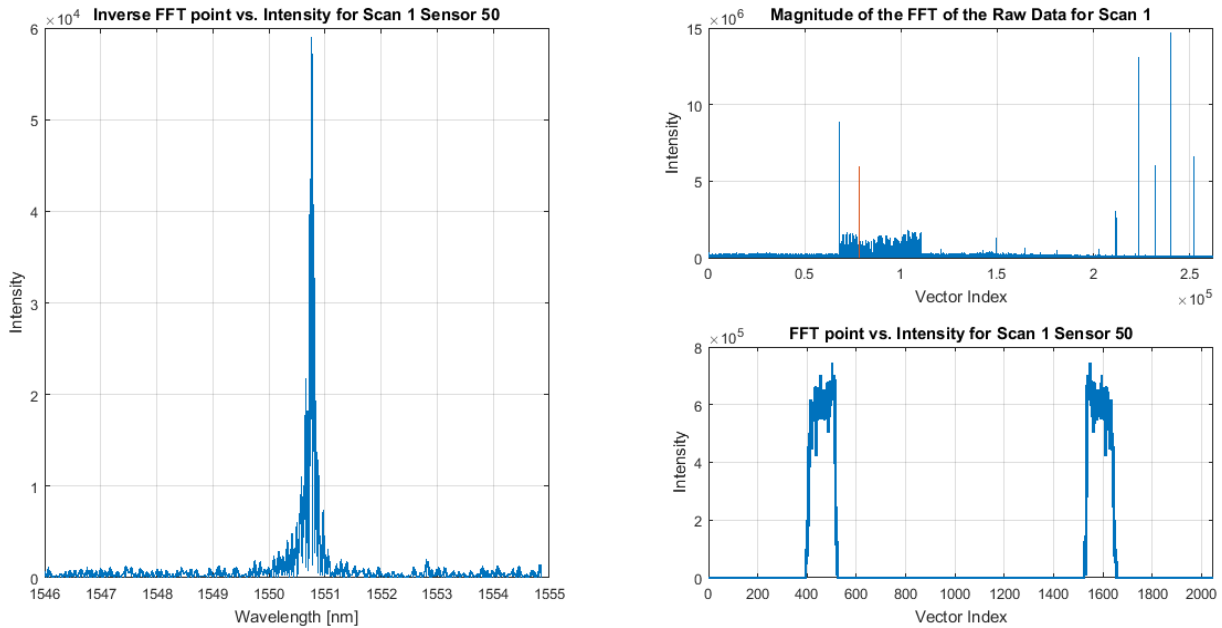 Inverse FFT point vs. Intensity for Scan 1 Sensor 50
×10^4
6
5
4
3
2
1
0
Intensity
1546 1547 1548 1549 1550 1551 1552 1553 1554 1555
Wavelength [nm]
Magnitude of the FFT of the Raw Data for Scan 1
×10^6
15
10
5
0
Intensity
0 0.5 1 1.5 2 2.5
Vector Index
×10^5
FFT point vs. Intensity for Scan 1 Sensor 50
×10^5
8
6
4
2
0
Intensity
0 200 400 600 800 1000 1200 1400 1600 1800 2000
Vector Index